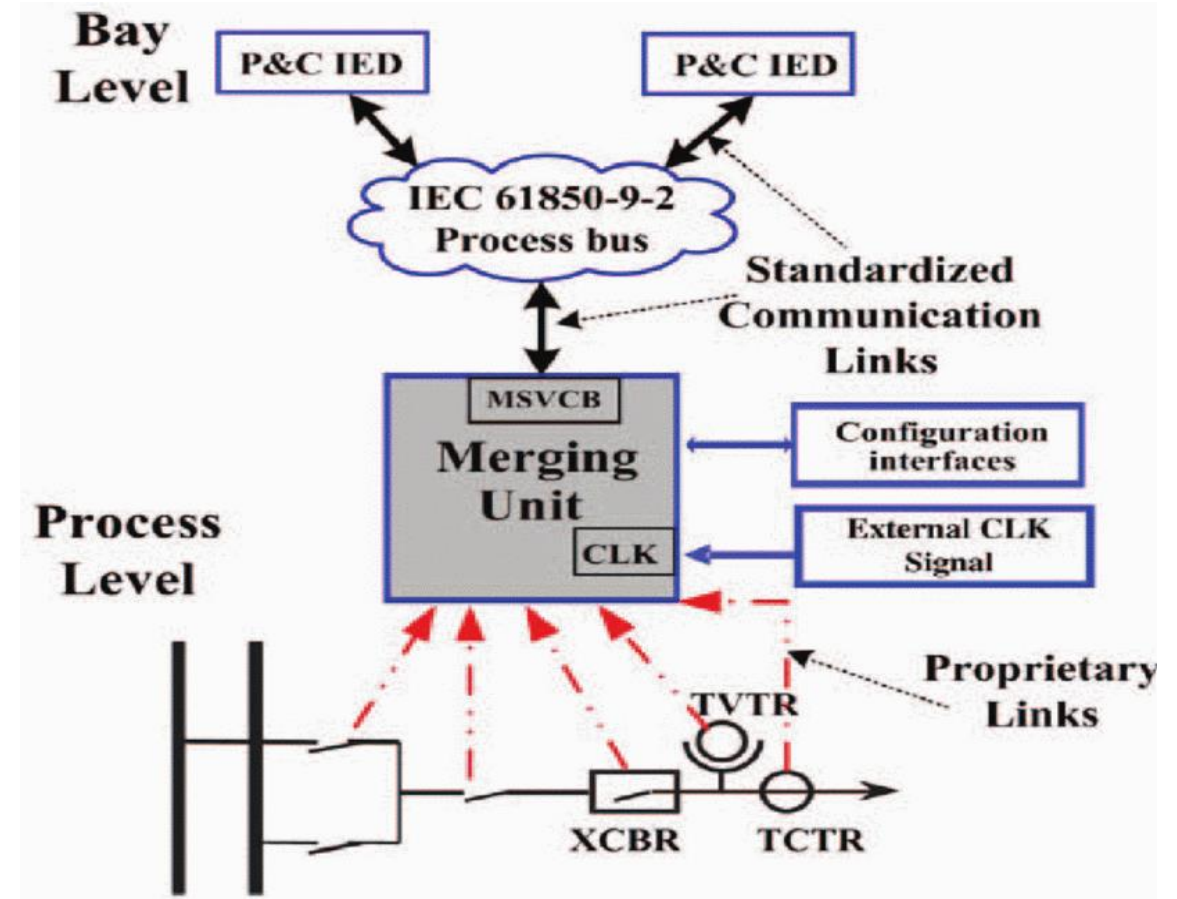 Bay
Level
P&C IED
P&C IED
IEC 61850-9-2
Process bus
Standardized
Communication
Links
MSVCB
Merging
Unit
CLK
Configuration
interfaces
External CLK
Signal
Process
Level
Proprietary
Links
TVTR
XCBR
TCTR